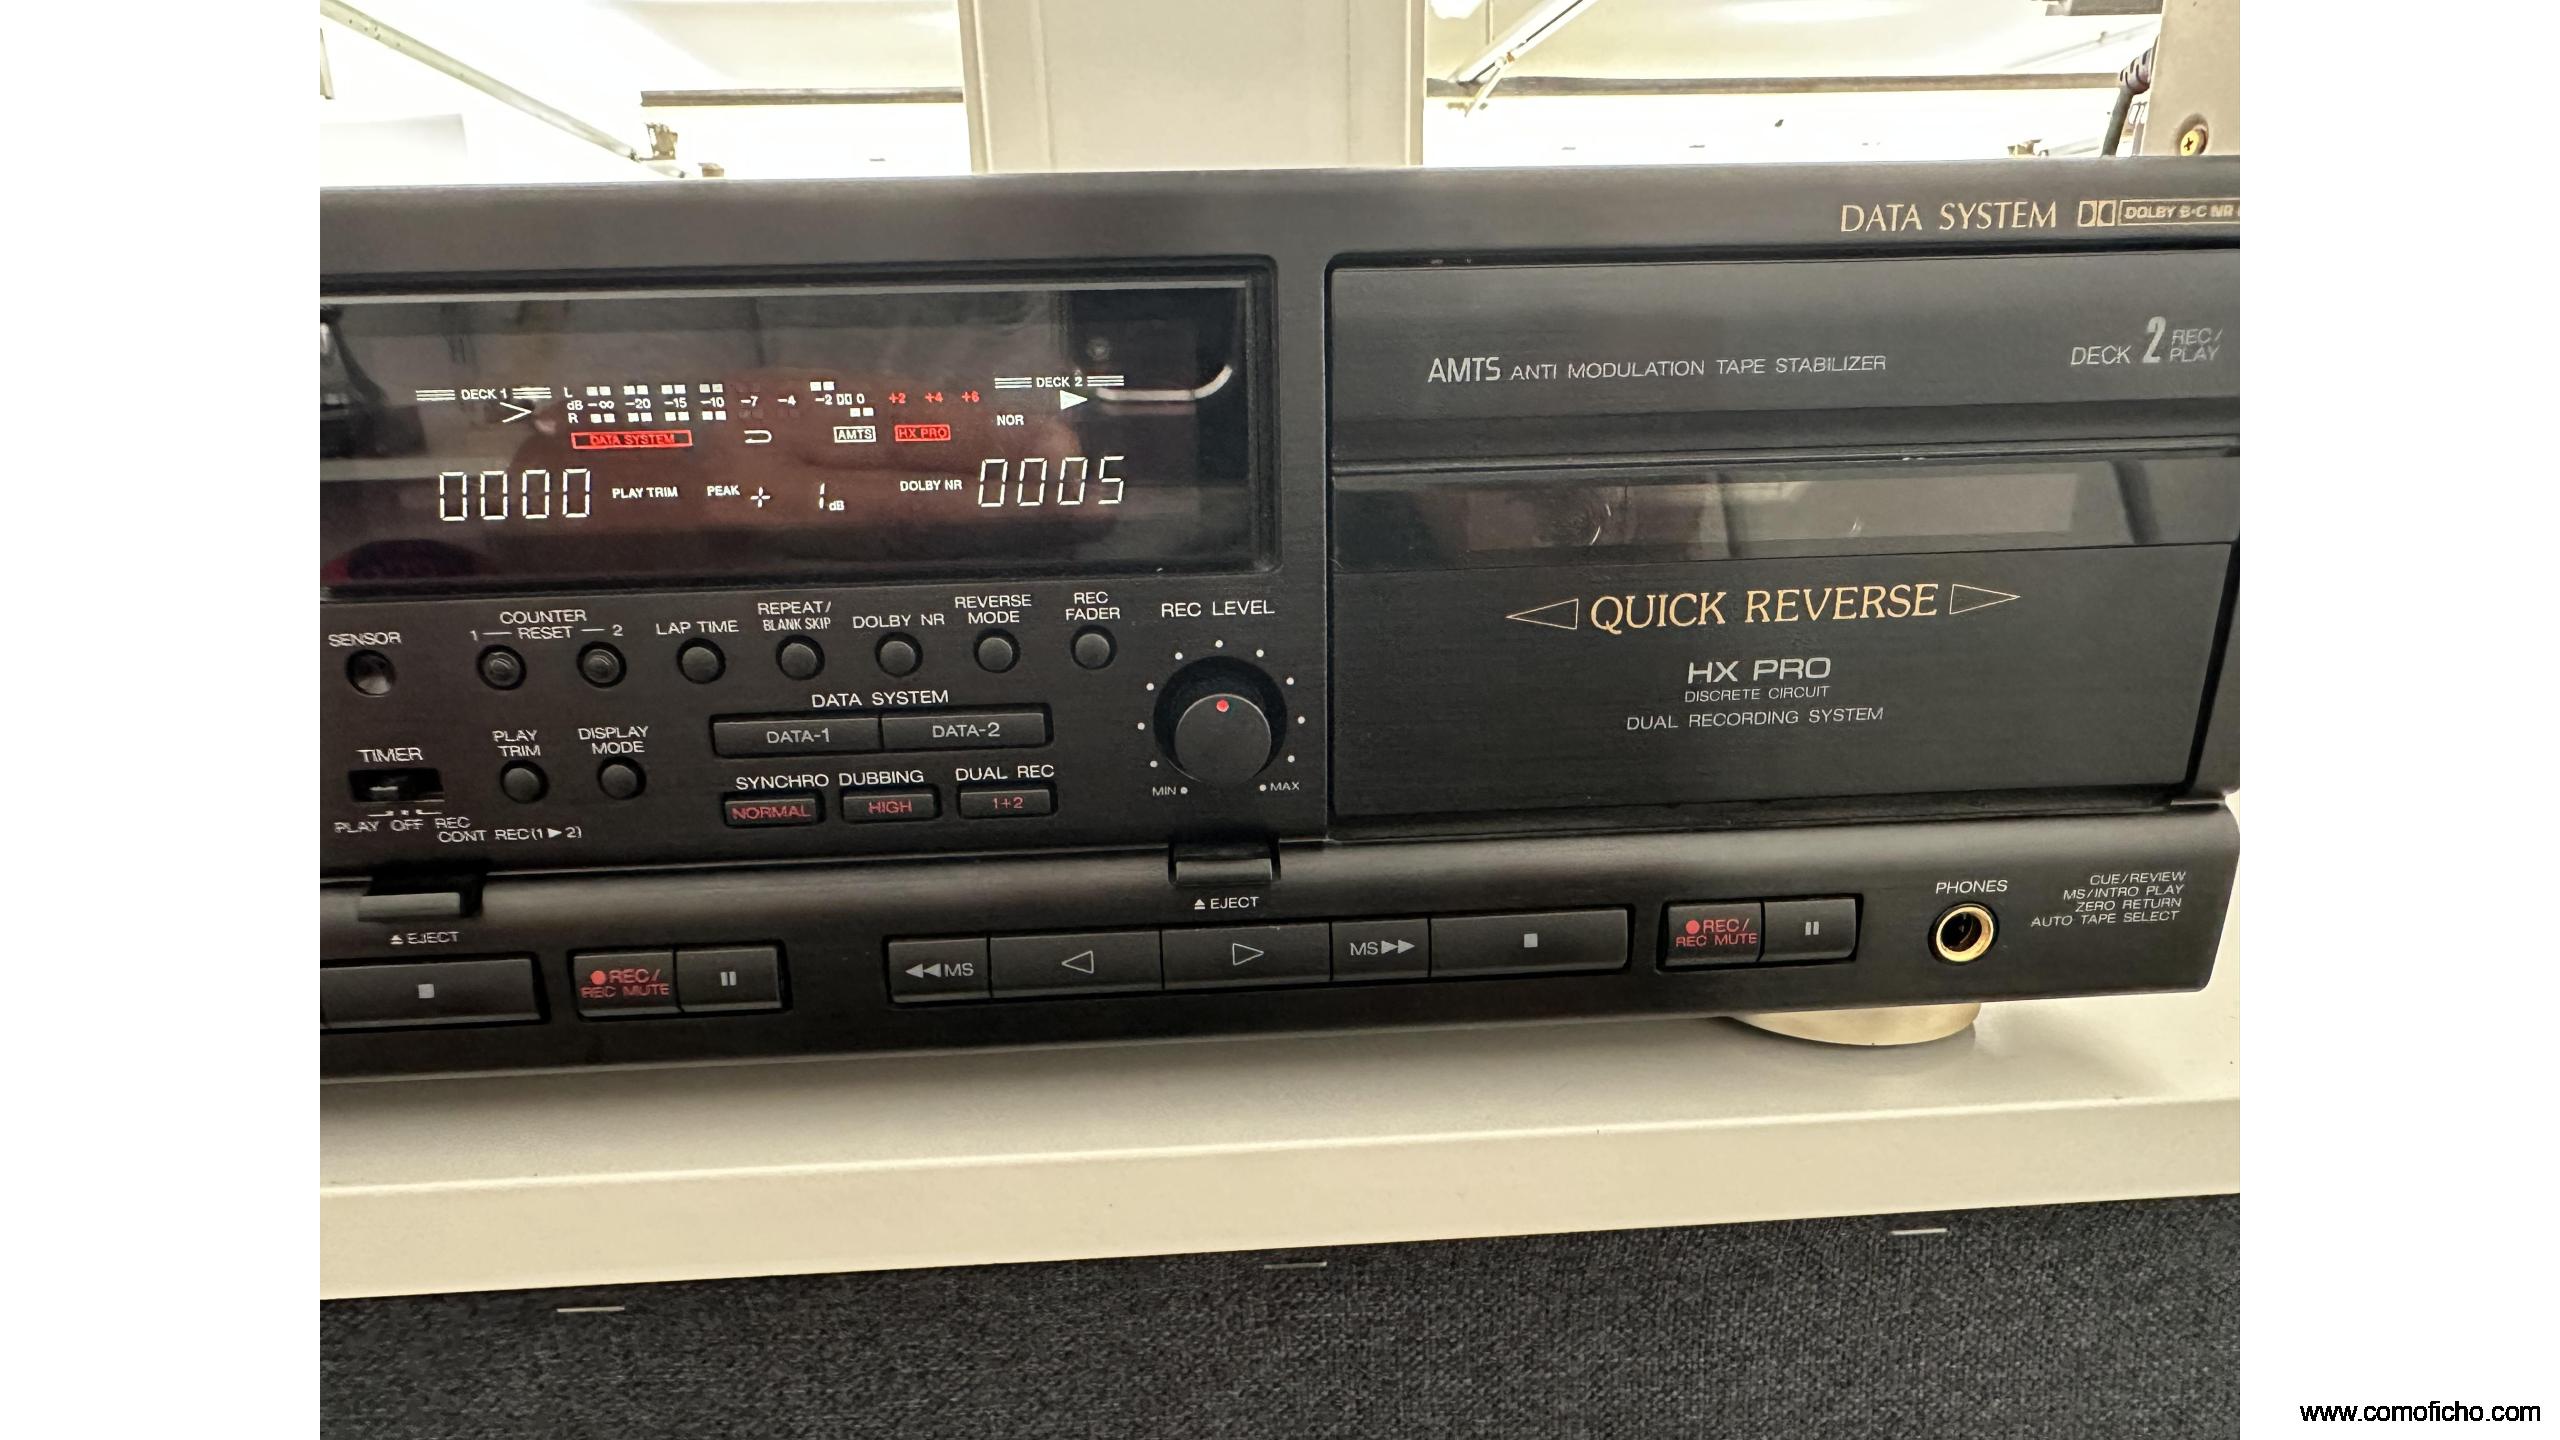 DATA SYSTEM DOLBY B·C NR
AMTS ANTI MODULATION TAPE STABILIZER
DECK 2 REC/ PLAY
DECK 1
L
dB -∞ -20 -15 -10 -7 -4 -2 0 +2 +4 +6
R
DECK 2
DATA SYSTEM
AMTS
HX PRO
NOR
0000
PLAY TRIM
PEAK
+ 1 dB
DOLBY NR
0005
QUICK REVERSE
HX PRO
DISCRETE CIRCUIT
DUAL RECORDING SYSTEM
SENSOR
COUNTER
1 — RESET — 2
LAP TIME
REPEAT/
BLANK SKIP
DOLBY NR
REVERSE
MODE
REC
FADER
REC LEVEL
MIN
MAX
DATA SYSTEM
DATA-1
DATA-2
TIMER
PLAY OFF REC
CONT REC(1▶2)
PLAY
TRIM
DISPLAY
MODE
SYNCHRO DUBBING
NORMAL
HIGH
DUAL REC
1+2
⏏ EJECT
■
●REC/
REC MUTE
⏏ EJECT
◀◀MS
MS▶▶
■
●REC/
REC MUTE
PHONES
CUE/REVIEW
MS/INTRO PLAY
ZERO RETURN
AUTO TAPE SELECT
www.comoficho.com